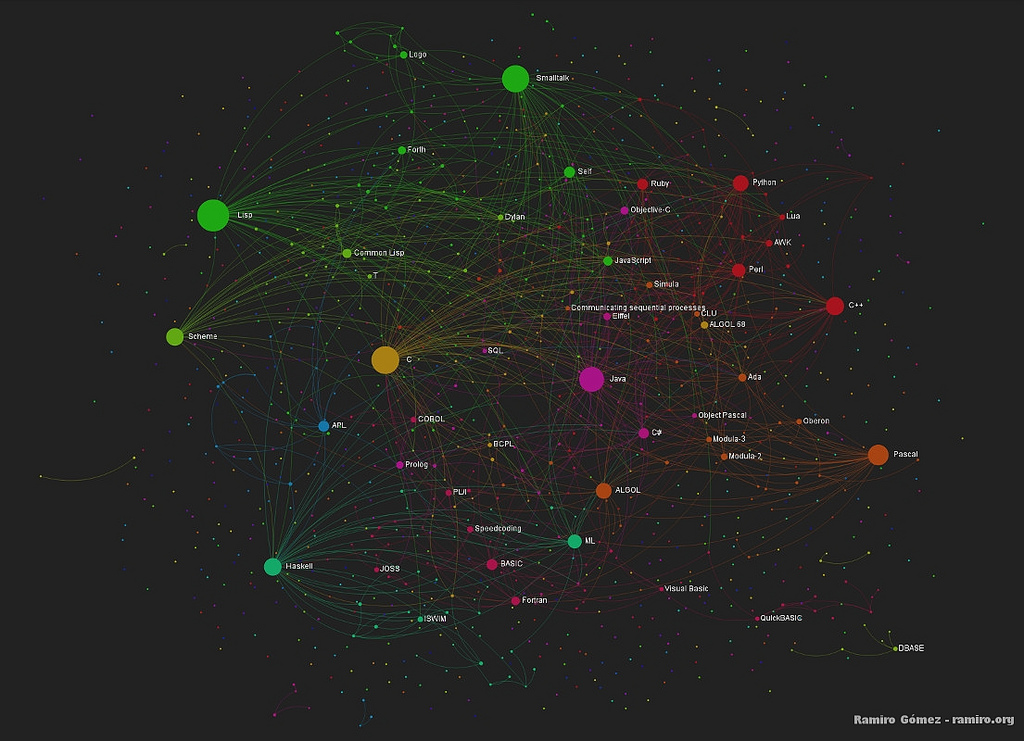 Logo
Smalltalk
Forth
Self
Ruby
Python
Lisp
Dylan
Objective-C
Lua
AWK
Common Lisp
JavaScript
Perl
T
Simula
Communicating sequential processes
C++
Eiffel
CLU
ALGOL 68
Scheme
SQL
C
Java
Ada
COBOL
Object Pascal
Oberon
APL
C#
Modula-3
BCPL
Pascal
Modula-2
Prolog
PL/I
ALGOL
Speedcoding
ML
BASIC
Haskell
JOSS
Visual Basic
Fortran
ISWIM
QuickBASIC
DBASE
Ramiro Gómez - ramiro.org